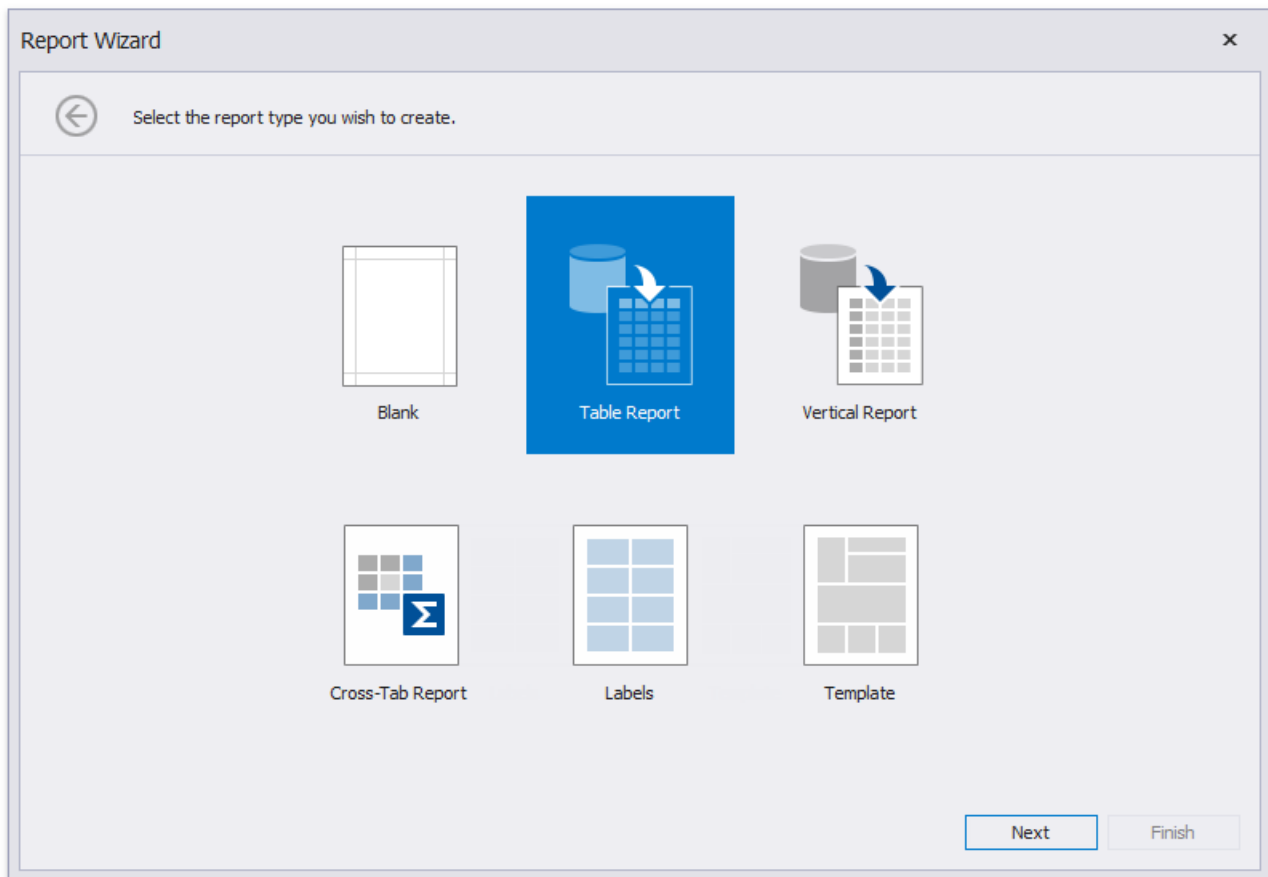 Report Wizard
Select the report type you wish to create.
Blank
Table Report
Vertical Report
Cross-Tab Report
Labels
Template
Next
Finish